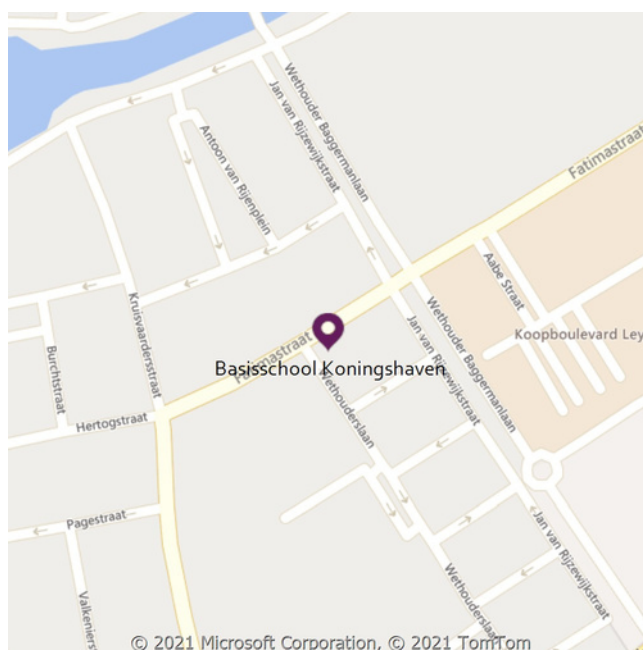 Wethouder Baggermanlaan
Jan van Rijzewijkstraat
Antoon van Rijenplein
Fatimastraat
Aabe Straat
Kruisvaardersstraat
Koopboulevard Ley
Burchtstraat
Fatimastraat
Basisschool Koningshaven
Wethouder Baggermanlaan
Jan van Rijzewijkstraat
Wethouderslaan
Hertogstraat
Pagestraat
Jan van Rijzewijkstraat
Valkeniers
Wethouderslaan
© 2021 Microsoft Corporation, © 2021 TomTom